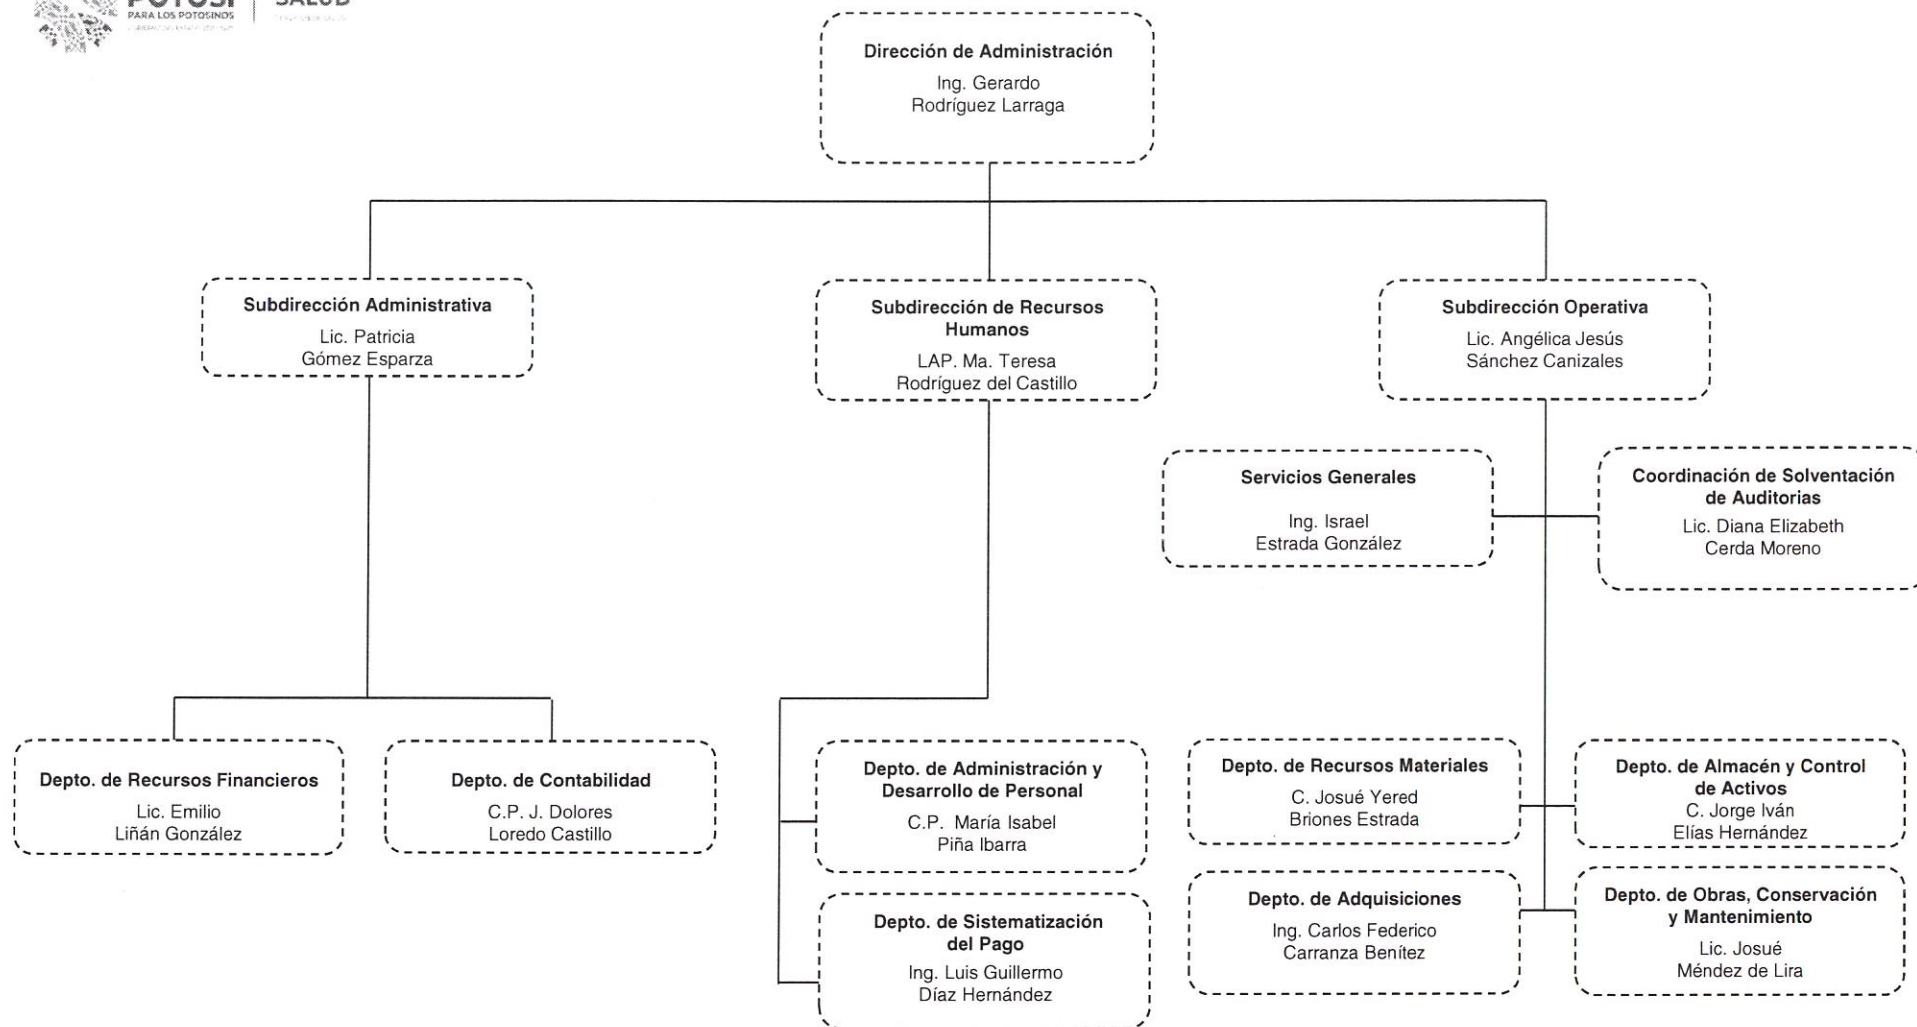 POTOSÍ
PARA LOS POTOSINOS
SALUD
Dirección de Administración
Ing. Gerardo
Rodríguez Larraga
Subdirección Administrativa
Lic. Patricia
Gómez Esparza
Subdirección de Recursos
Humanos
LAP. Ma. Teresa
Rodríguez del Castillo
Subdirección Operativa
Lic. Angélica Jesús
Sánchez Canizales
Servicios Generales
Ing. Israel
Estrada González
Coordinación de Solventación
de Auditorias
Lic. Diana Elizabeth
Cerda Moreno
Depto. de Recursos Financieros
Lic. Emilio
Liñán González
Depto. de Contabilidad
C.P. J. Dolores
Loredo Castillo
Depto. de Administración y
Desarrollo de Personal
C.P. María Isabel
Piña Ibarra
Depto. de Sistematización
del Pago
Ing. Luis Guillermo
Díaz Hernández
Depto. de Recursos Materiales
C. Josué Yered
Briones Estrada
Depto. de Almacén y Control
de Activos
C. Jorge Iván
Elías Hernández
Depto. de Adquisiciones
Ing. Carlos Federico
Carranza Benítez
Depto. de Obras, Conservación
y Mantenimiento
Lic. Josué
Méndez de Lira